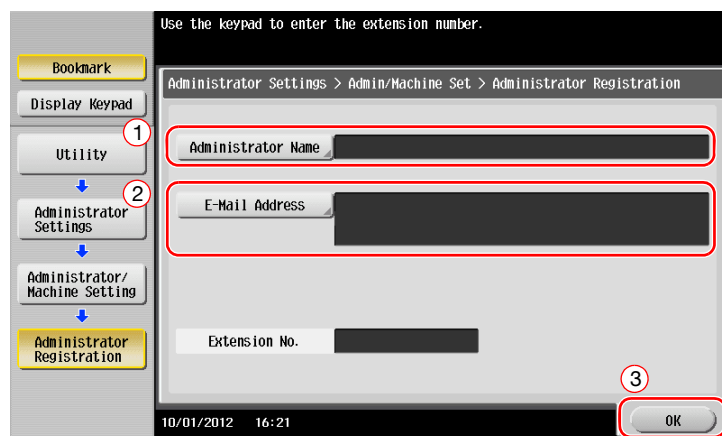 Use the keypad to enter the extension number.
Bookmark
Display Keypad
Administrator Settings > Admin/Machine Set > Administrator Registration
1
Utility
Administrator Name
2
Administrator
Settings
E-Mail Address
Administrator/
Machine Setting
Administrator
Registration
Extension No.
3
10/01/2012 16:21
OK